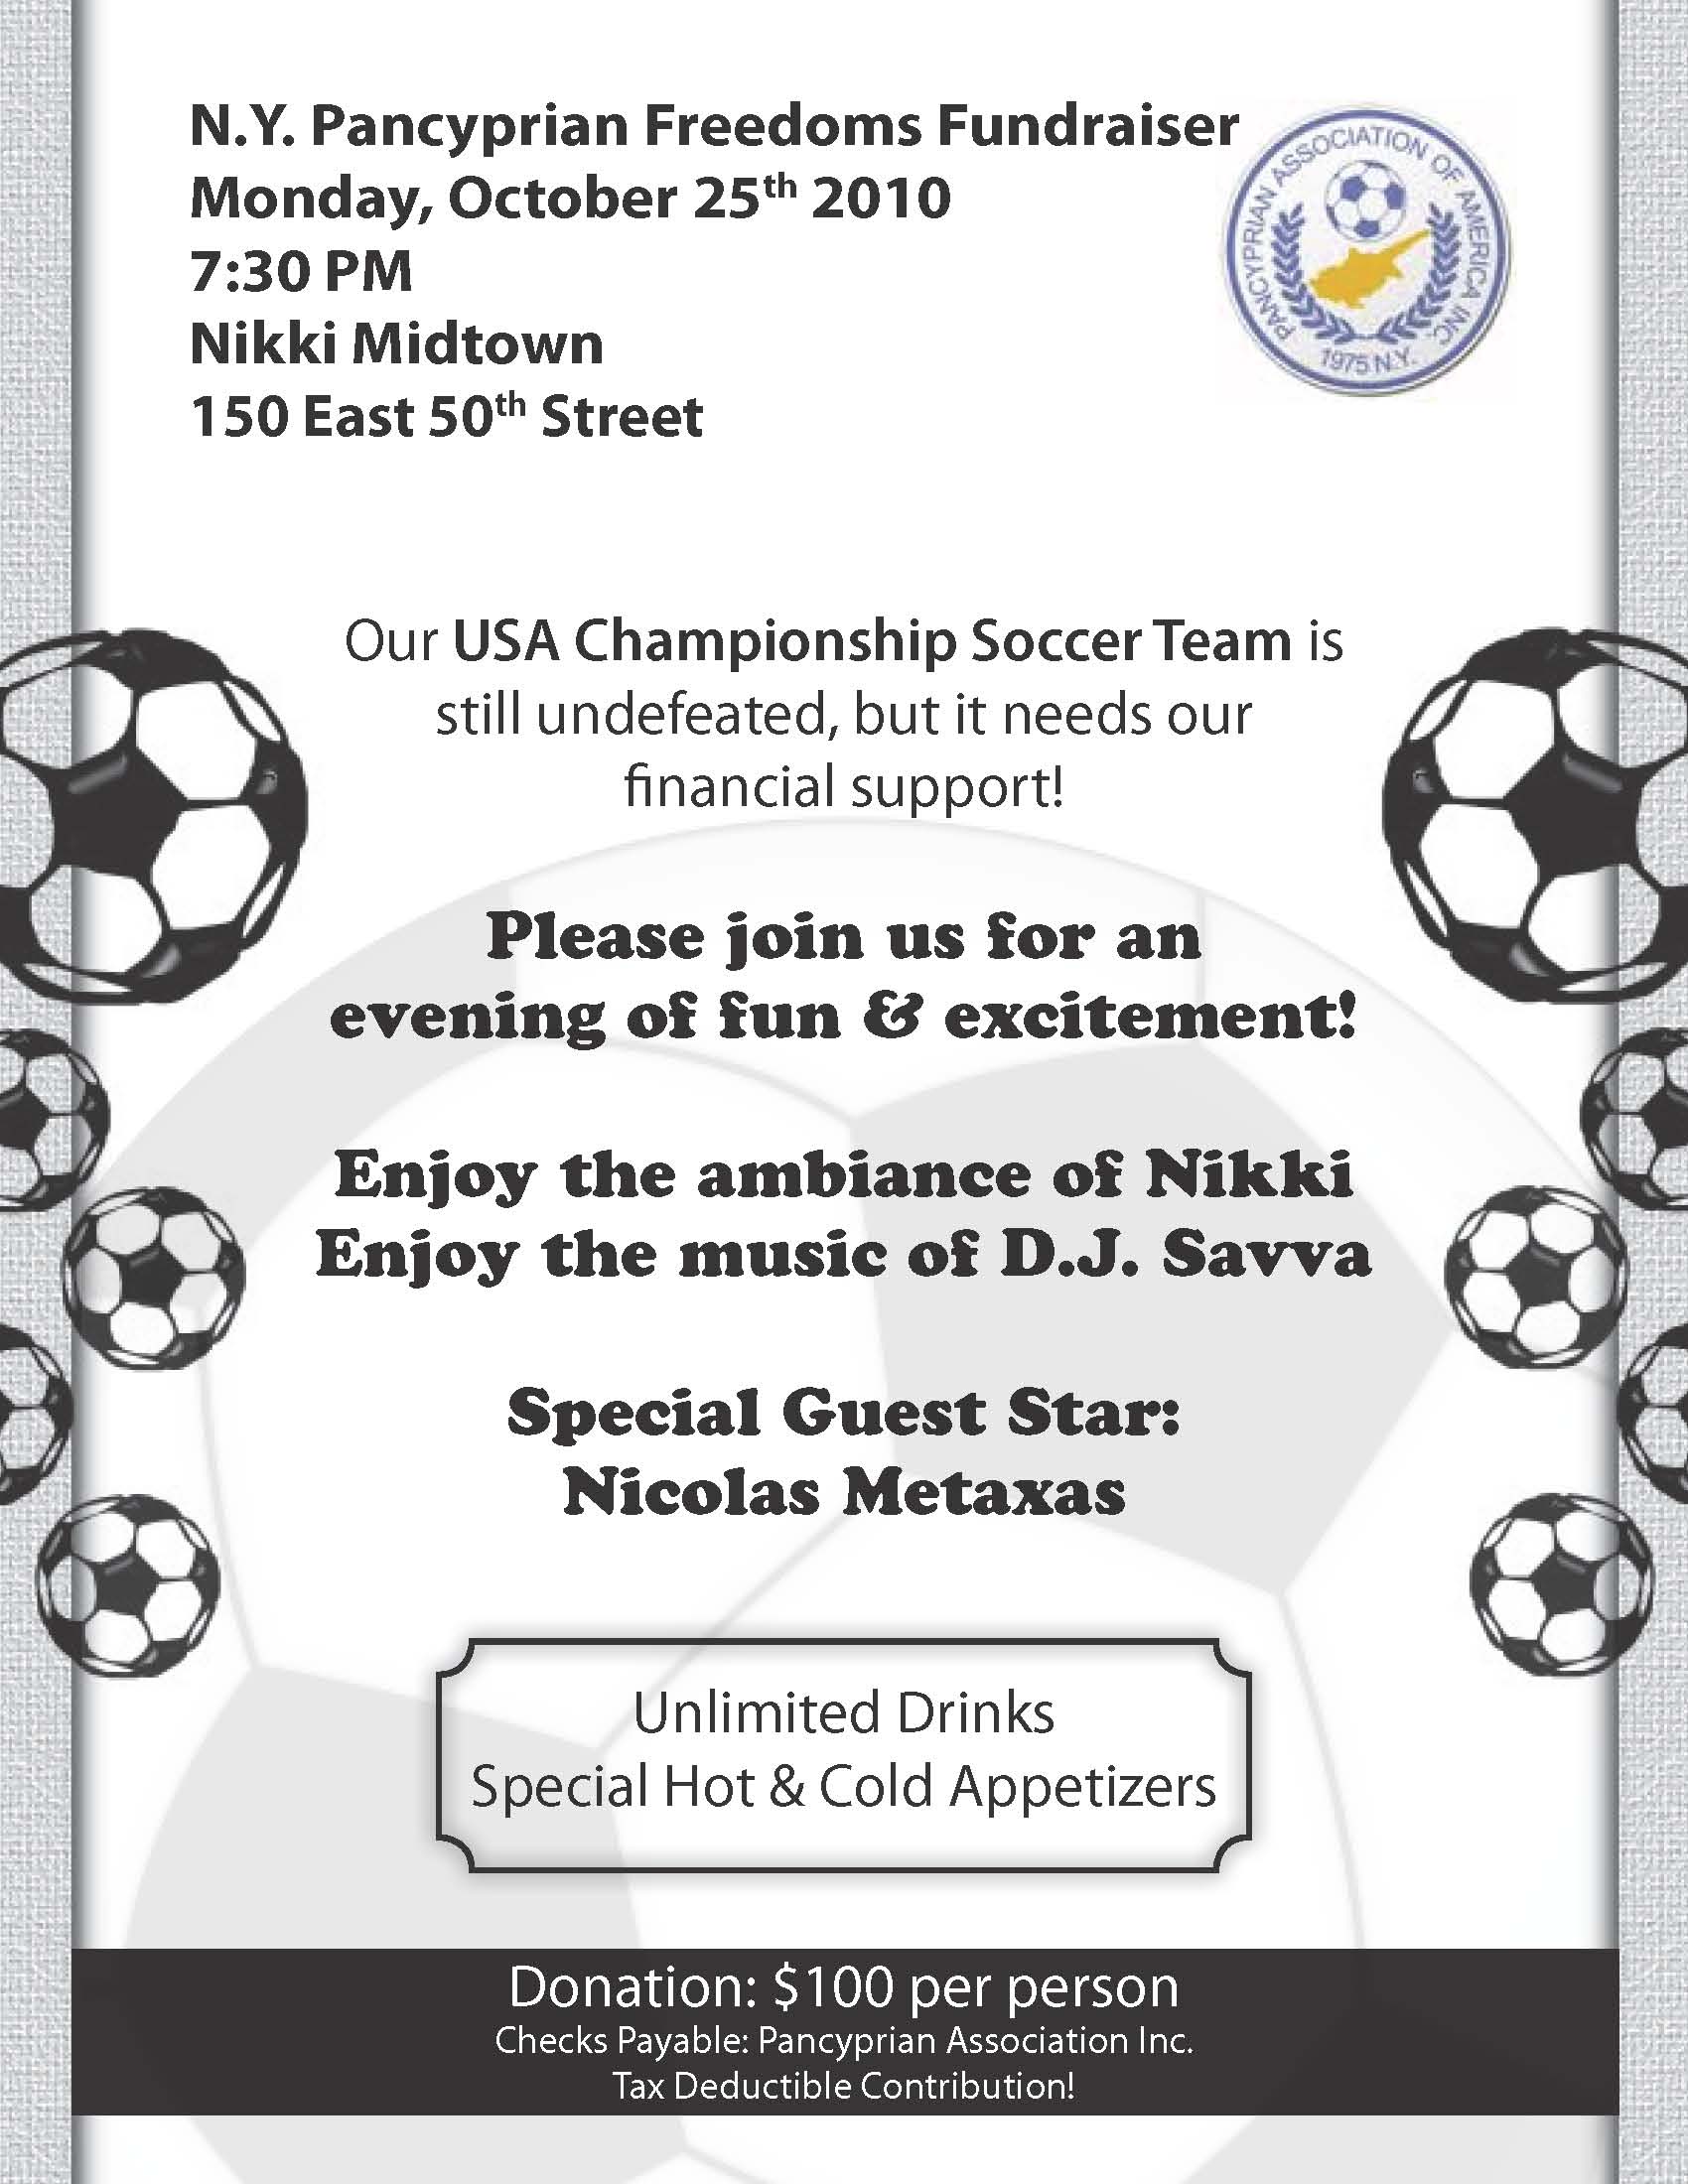 N.Y. Pancyprian Freedoms Fundraiser
Monday, October 25th 2010
7:30 PM
Nikki Midtown
150 East 50th Street
PANCYPRIAN ASSOCIATION OF AMERICA INC.
1975 N.Y.
Our USA Championship Soccer Team is
still undefeated, but it needs our
financial support!
Please join us for an
evening of fun & excitement!
Enjoy the ambiance of Nikki
Enjoy the music of D.J. Savva
Special Guest Star:
Nicolas Metaxas
Unlimited Drinks
Special Hot & Cold Appetizers
Donation: $100 per person
Checks Payable: Pancyprian Association Inc.
Tax Deductible Contribution!